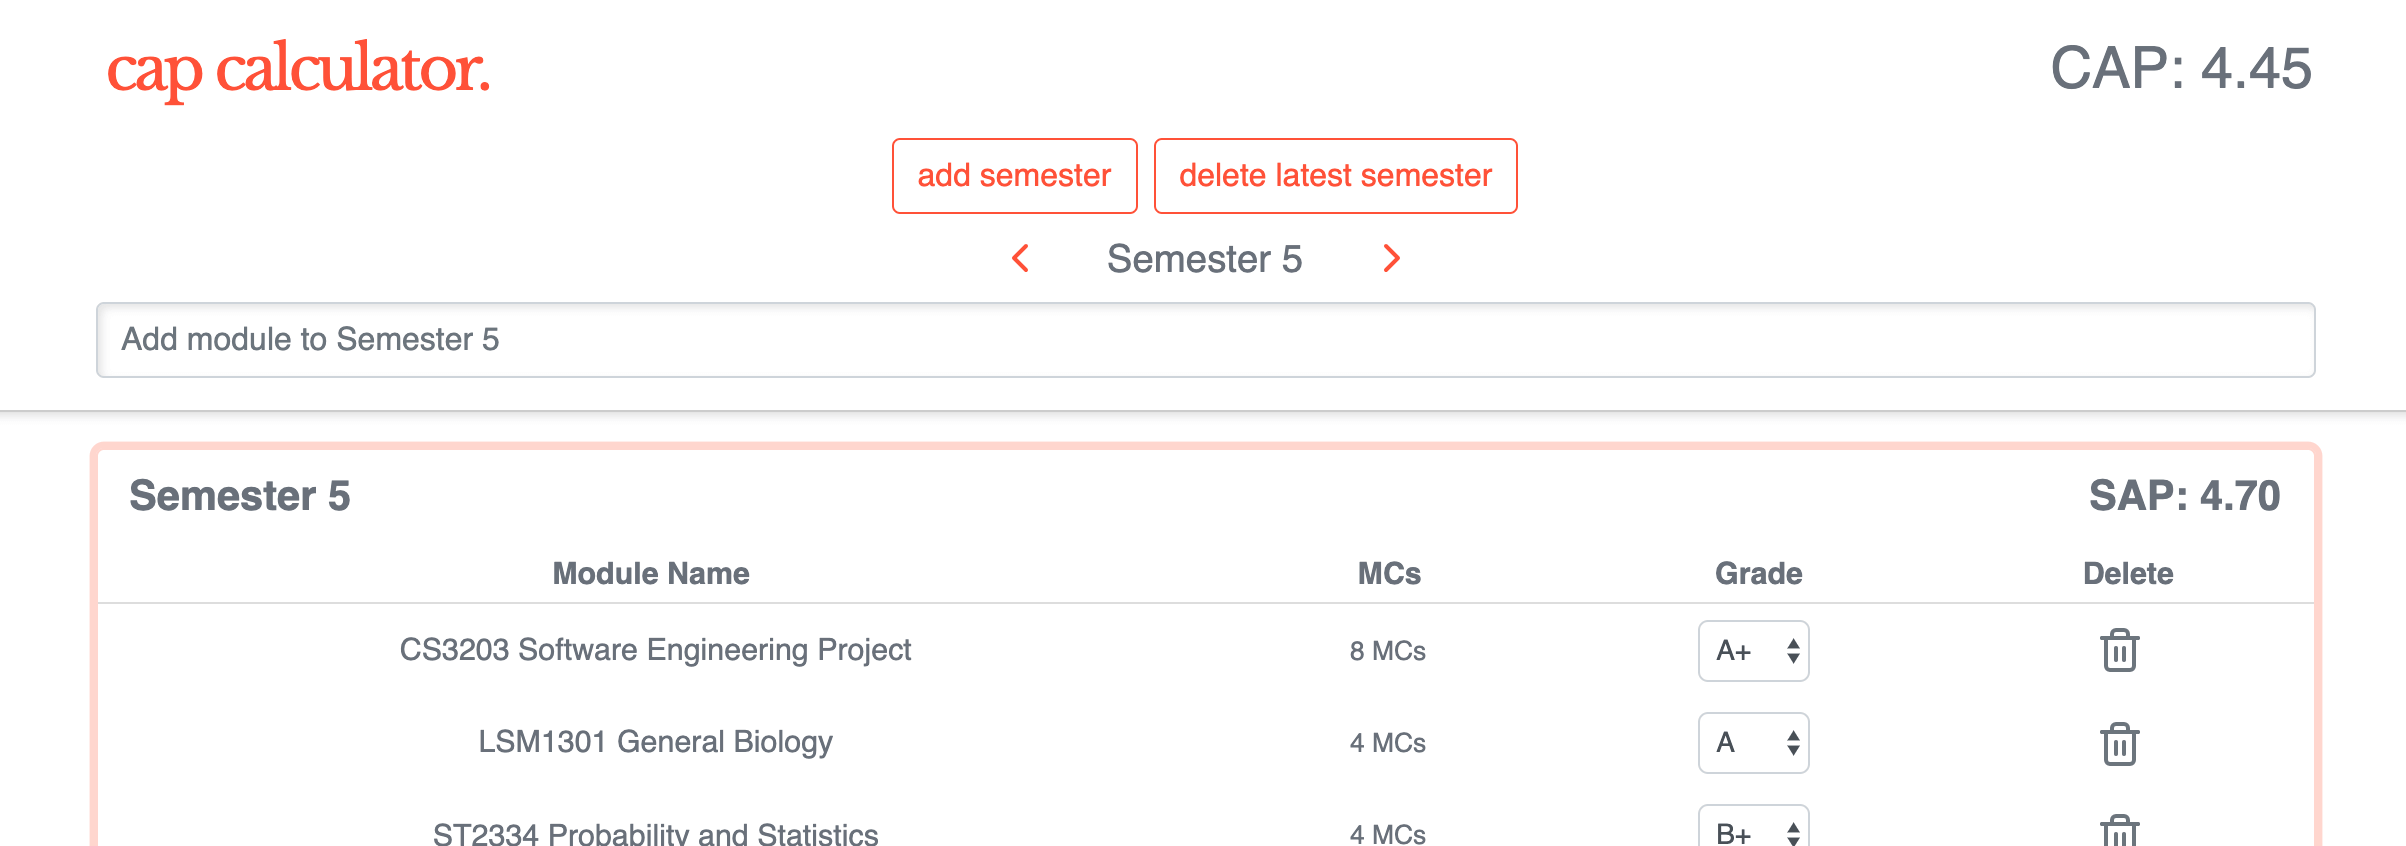 cap calculator.
CAP: 4.45
add semester
delete latest semester
Semester 5
Add module to Semester 5
Semester 5
SAP: 4.70
Module Name MCs Grade Delete
CS3203 Software Engineering Project 8 MCs A+
LSM1301 General Biology 4 MCs A
ST2334 Probability and Statistics 4 MCs B+